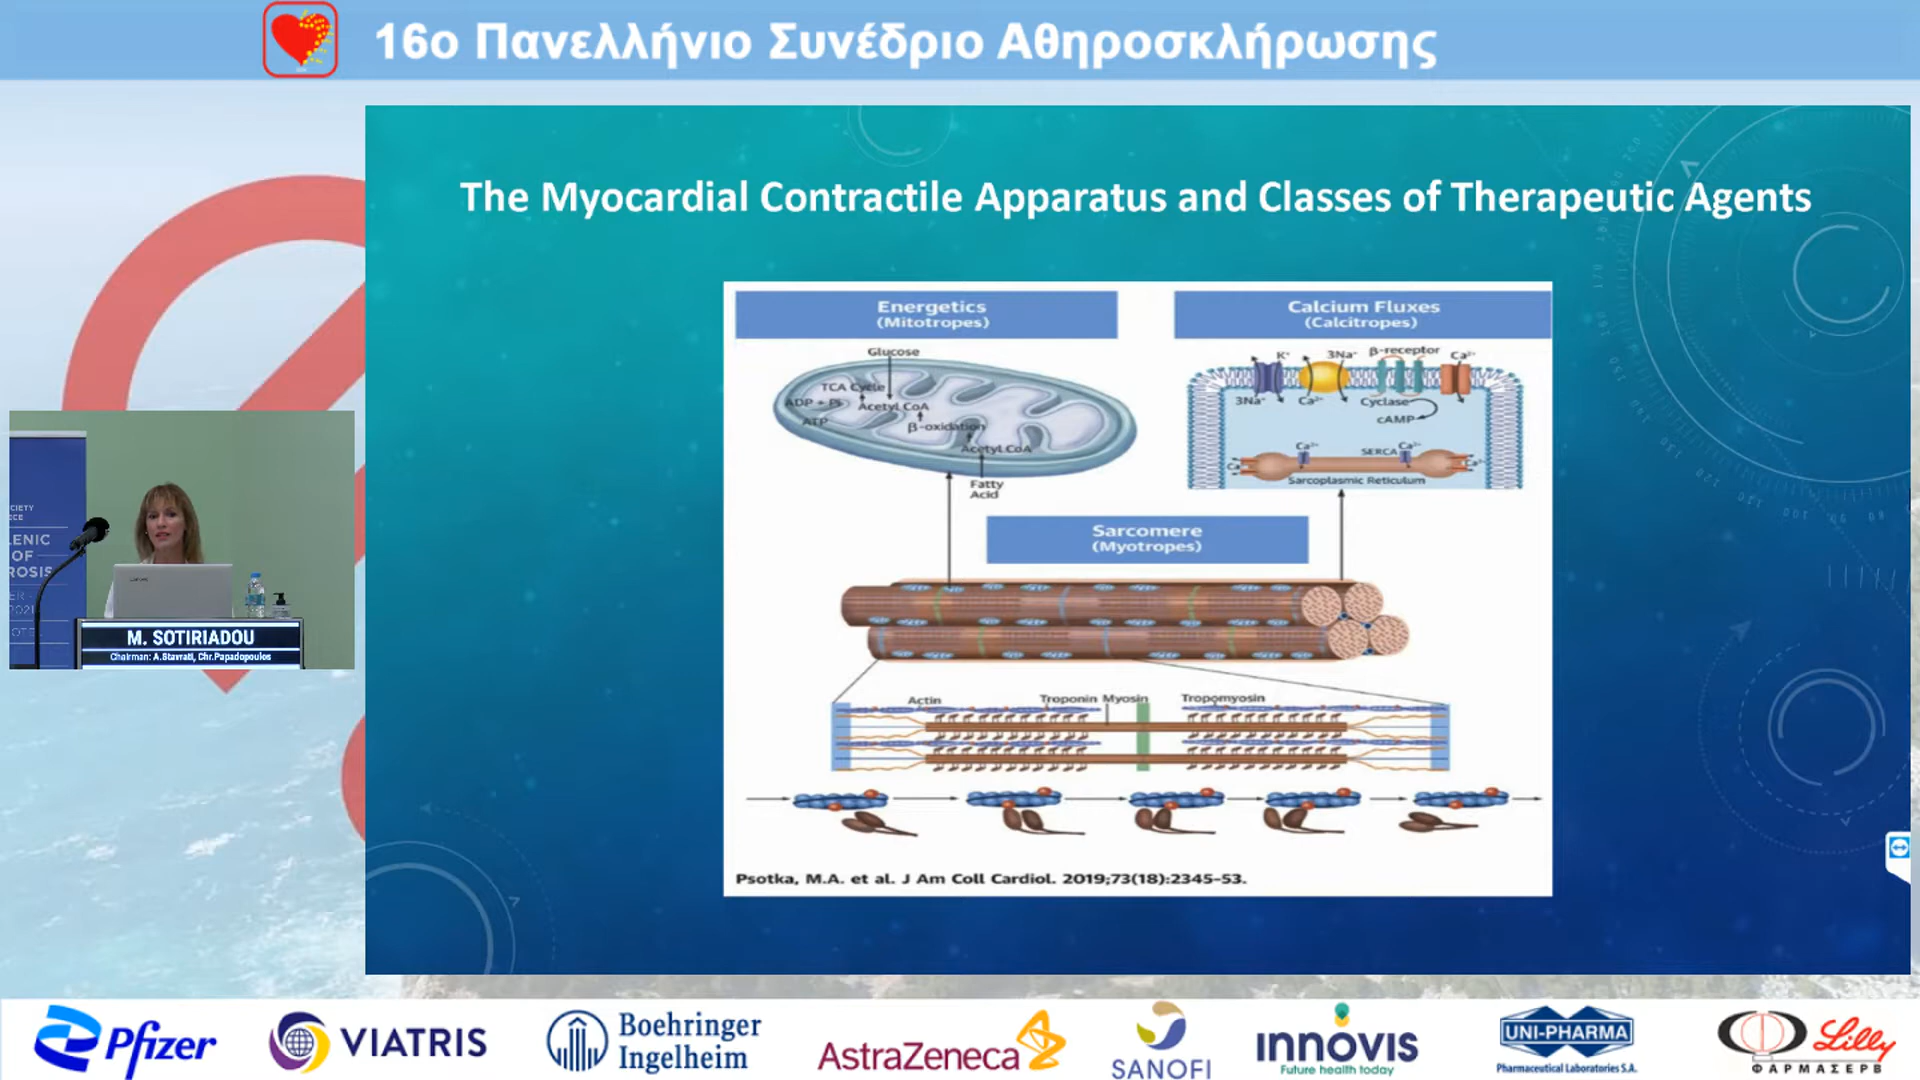 16ο Πανελλήνιο Συνέδριο Αθηροσκλήρωσης
The Myocardial Contractile Apparatus and Classes of Therapeutic Agents
Energetics
(Mitotropes)
Calcium Fluxes
(Calcitropes)
Glucose
TCA Cycle
ADP + Pi
Acetyl CoA
ATP
β-oxidation
Acetyl CoA
Fatty
Acid
K⁺
3Na⁺
β-receptor
Ca²⁺
3Na⁺
Ca²⁺
Cyclase
cAMP
Ca²⁺
SERCA
Ca²⁺
Sarcoplasmic Reticulum
Sarcomere
(Myotropes)
Actin
Troponin
Myosin
Tropomyosin
Psotka, M.A. et al. J Am Coll Cardiol. 2019;73(18):2345-53.
ENIC
OF
ROSIS
M. SOTIRIADOU
Chairman: A.Stavrati, Chr.Papadopoulos
Pfizer
VIATRIS
Boehringer
Ingelheim
AstraZeneca
SANOFI
INNOVIS
Future health today
UNI-PHARMA
Pharmaceutical Laboratories S.A.
Lilly
ΦΑΡΜΑΣΕΡΒ